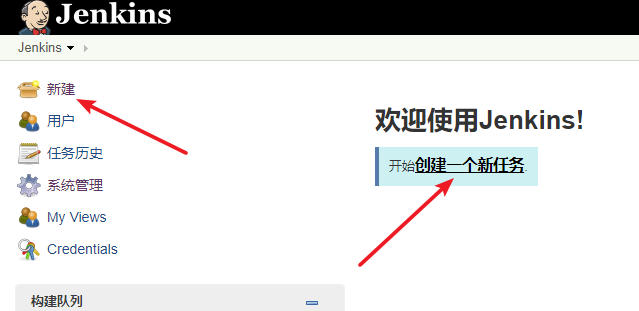 Jenkins
Jenkins
新建
用户
任务历史
系统管理
My Views
Credentials
构建队列
欢迎使用Jenkins!
开始创建一个新任务.